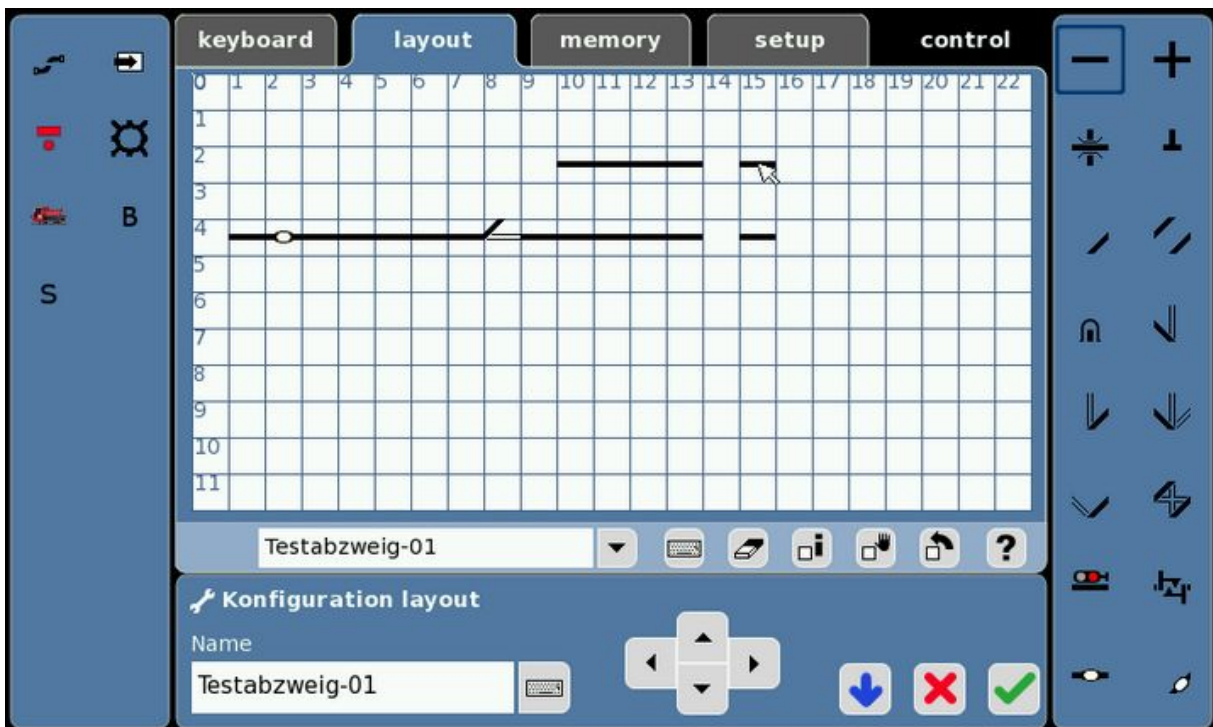 keyboard layout memory setup control
0 1 2 3 4 5 6 7 8 9 10 11 12 13 14 15 16 17 18 19 20 21 22
1
2
3
B
4
5
S
6
7
8
9
10
11
Testabzweig-01
?
Konfiguration layout
Name
Testabzweig-01